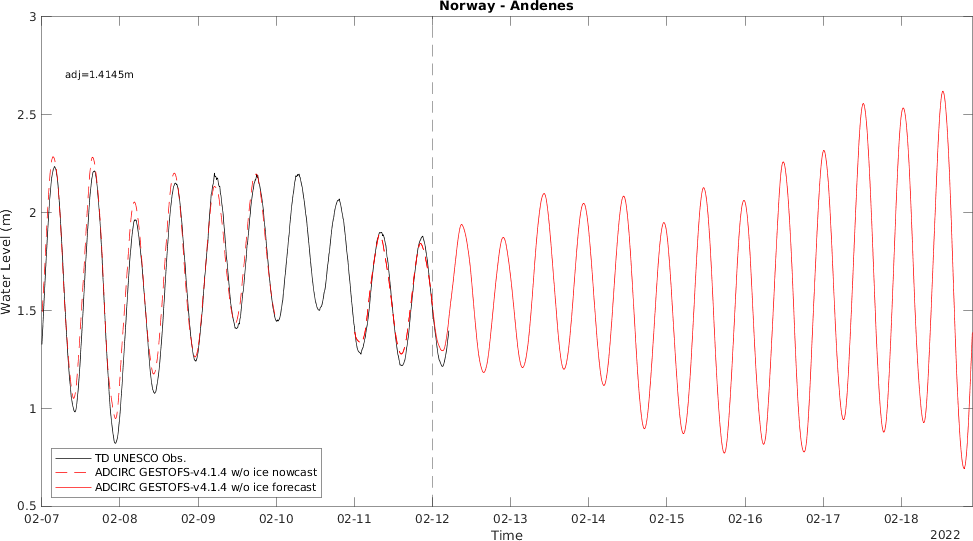 Norway - Andenes
3
adj=1.4145m
2.5
2
Water Level (m)
1.5
1
TD UNESCO Obs.
ADCIRC GESTOFS-v4.1.4 w/o ice nowcast
ADCIRC GESTOFS-v4.1.4 w/o ice forecast
0.5
02-07 02-08 02-09 02-10 02-11 02-12 02-13 02-14 02-15 02-16 02-17 02-18
Time
2022